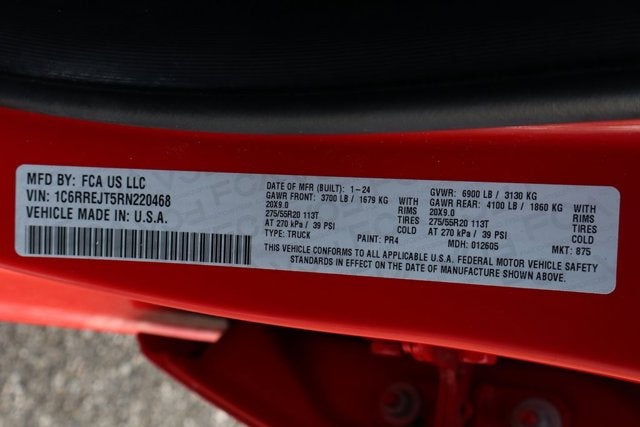 MFD BY: FCA US LLC
VIN: 1C6RREJT5RN220468
VEHICLE MADE IN: U.S.A.
DATE OF MFR (BUILT): 1-24
GAWR FRONT: 3700 LB / 1679 KG WITH
20X9.0 RIMS
275/55R20 113T TIRES
AT 270 kPa / 39 PSI COLD
TYPE: TRUCK PAINT: PR4
GVWR: 6900 LB / 3130 KG
GAWR REAR: 4100 LB / 1860 KG WITH
20X9.0 RIMS
275/55R20 113T TIRES
AT 270 kPa / 39 PSI COLD
MDH: 012605 MKT: 875
THIS VEHICLE CONFORMS TO ALL APPLICABLE U.S.A. FEDERAL MOTOR VEHICLE SAFETY
STANDARDS IN EFFECT ON THE DATE OF MANUFACTURE SHOWN ABOVE.